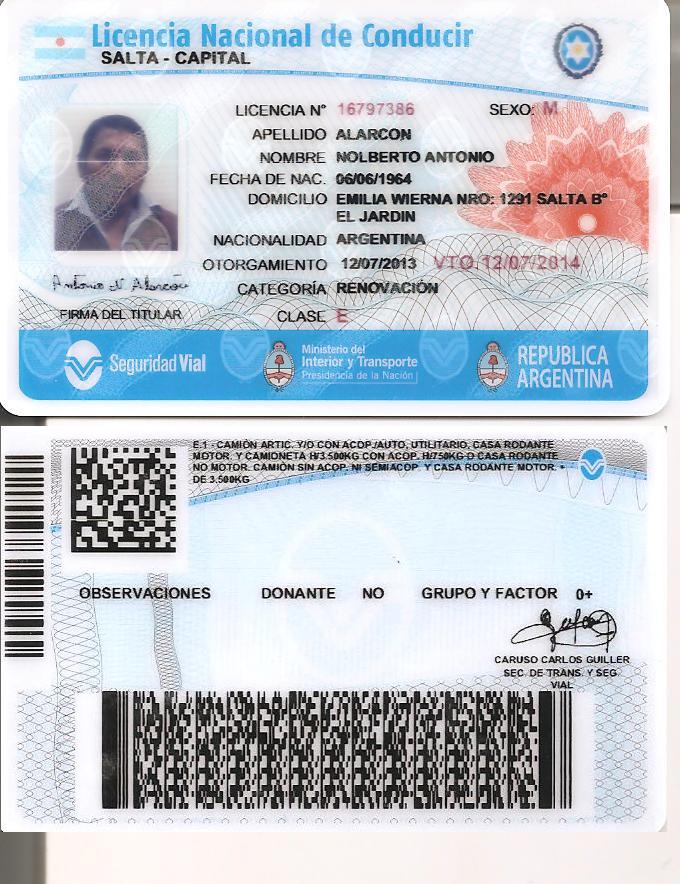 Licencia Nacional de Conducir
SALTA - CAPITAL
LICENCIA Nº 16797386 SEXO: M
APELLIDO ALARCON
NOMBRE NOLBERTO ANTONIO
FECHA DE NAC. 06/06/1964
DOMICILIO EMILIA WIERNA NRO: 1291 SALTA Bº
EL JARDIN
NACIONALIDAD ARGENTINA
OTORGAMIENTO 12/07/2013 VTO. 12/07/2014
Antonio N Alarcon
CATEGORÍA RENOVACIÓN
FIRMA DEL TITULAR CLASE E
Seguridad Vial
Ministerio del
Interior y Transporte
Presidencia de la Nación
REPUBLICA
ARGENTINA
E.1 - CAMIÓN ARTIC. Y/O CON ACOP./AUTO, UTILITARIO, CASA RODANTE
MOTOR. Y CAMIONETA H/3.500KG CON ACOP. H/750KG O CASA RODANTE
NO MOTOR. CAMIÓN SIN ACOP. NI SEMIACOP. Y CASA RODANTE MOTOR. +
DE 3.500KG
OBSERVACIONES DONANTE NO GRUPO Y FACTOR 0+
CARUSO CARLOS GUILLER
SEC. DE TRANS. Y SEG.
VIAL